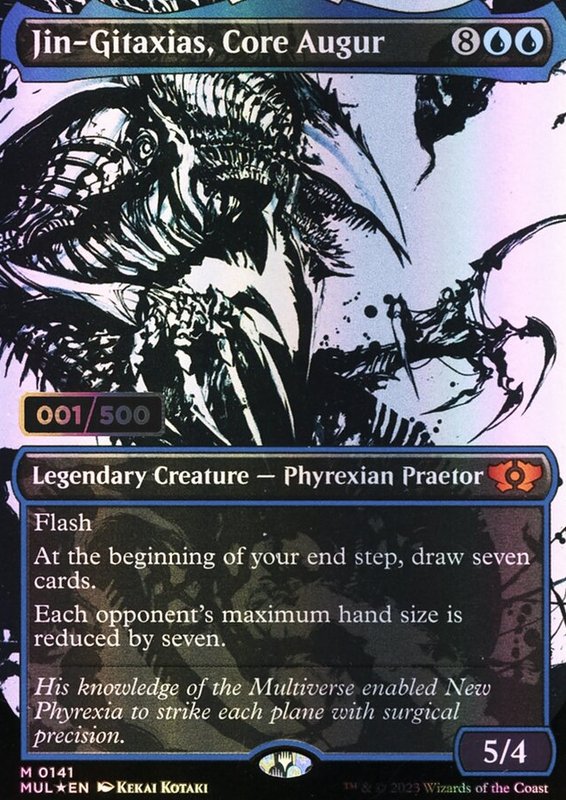 Jin-Gitaxias, Core Augur 8
001/500
Legendary Creature — Phyrexian Praetor
Flash
At the beginning of your end step, draw seven
cards.
Each opponent's maximum hand size is
reduced by seven.
His knowledge of the Multiverse enabled New
Phyrexia to strike each plane with surgical
precision.
5/4
M 0141
MUL★EN Kekai Kotaki
™ & © 2023 Wizards of the Coast